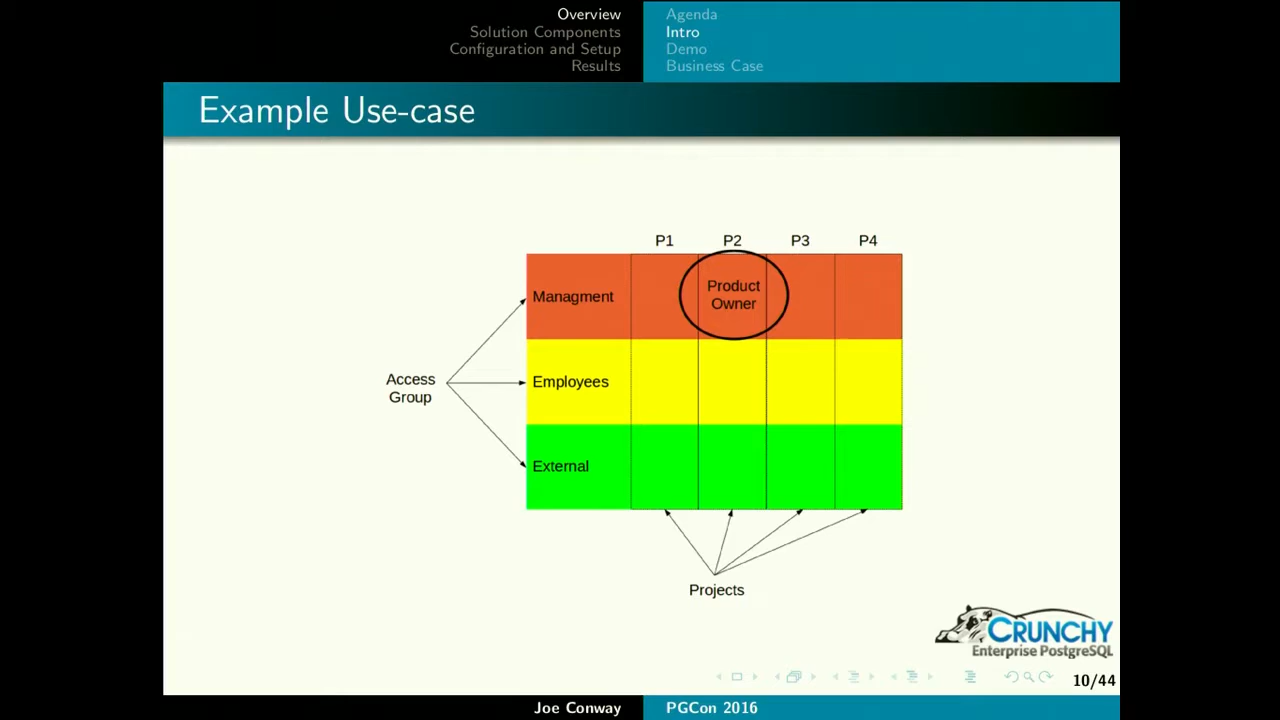 Overview
Solution Components
Configuration and Setup
Results
Agenda
Intro
Demo
Business Case
Example Use-case
P1 P2 P3 P4
Product
Owner
Managment
Employees
External
Access
Group
Projects
CRUNCHY
Enterprise PostgreSQL
10/44
Joe Conway
PGCon 2016